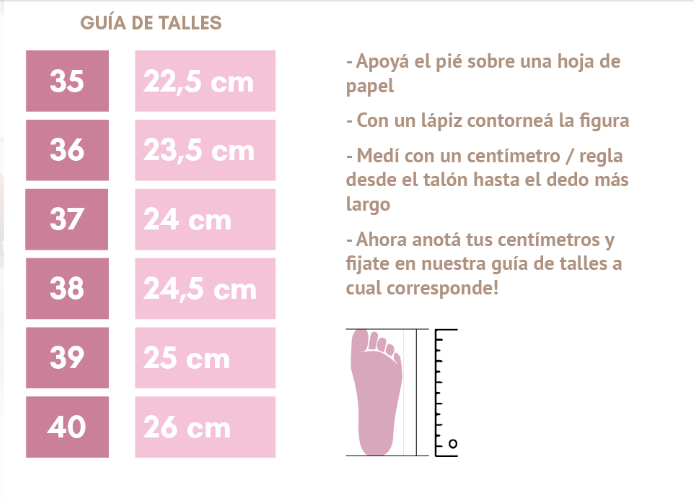 GUÍA DE TALLES
35 22,5 cm
36 23,5 cm
37 24 cm
38 24,5 cm
39 25 cm
40 26 cm
- Apoyá el pié sobre una hoja de
papel
- Con un lápiz contorneá la figura
- Medí con un centímetro / regla
desde el talón hasta el dedo más
largo
- Ahora anotá tus centímetros y
fijate en nuestra guía de talles a
cual corresponde!
0